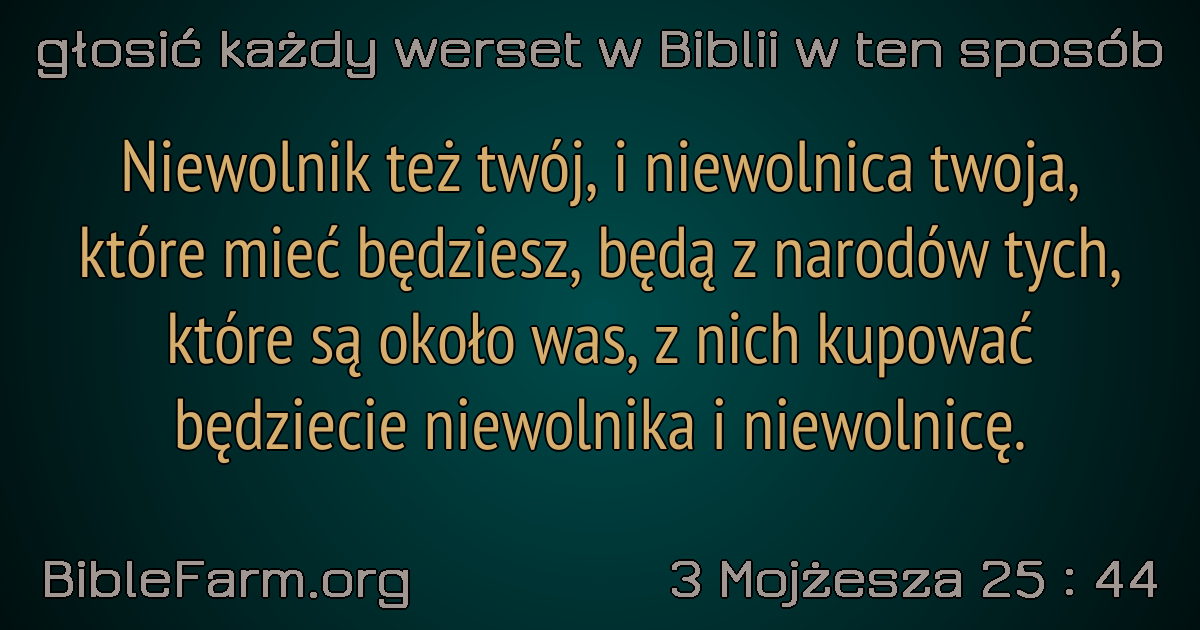 głosić każdy werset w Biblii w ten sposób
Niewolnik też twój, i niewolnica twoja,
które mieć będziesz, będą z narodów tych,
które są około was, z nich kupować
będziecie niewolnika i niewolnicę.
BibleFarm.org
3 Mojżesza 25 : 44